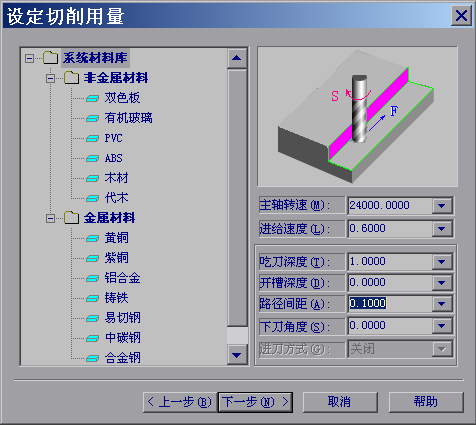 设定切削用量
系统材料库
非金属材料
双色板
有机玻璃
PVC
ABS
木材
代木
金属材料
黄铜
紫铜
铝合金
铸铁
易切钢
中碳钢
合金钢
S
F
主轴转速(M): 24000.0000
进给速度(L): 0.6000
吃刀深度(T): 1.0000
开槽深度(D): 0.0000
路径间距(A): 0.1000
下刀角度(S): 0.0000
进刀方式(G): 关闭
< 上一步(B) 下一步(N) > 取消 帮助